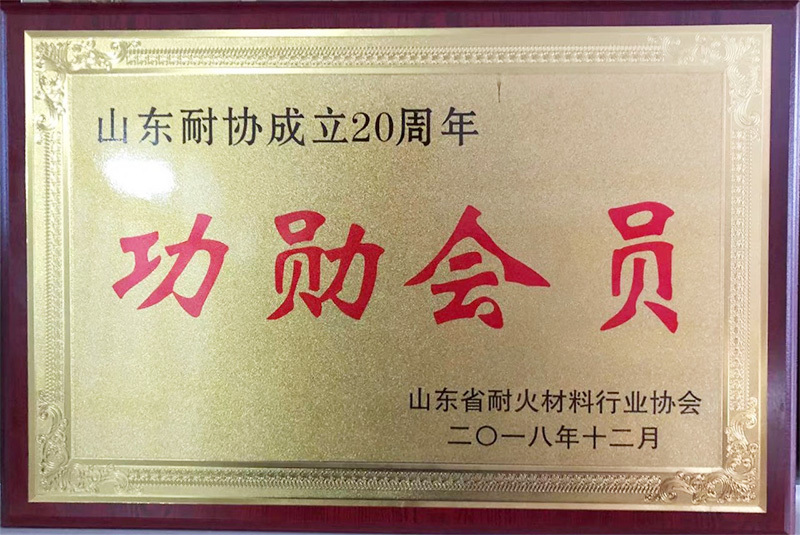 山东耐协成立20周年
功勋会员
山东省耐火材料行业协会
二〇一八年十二月